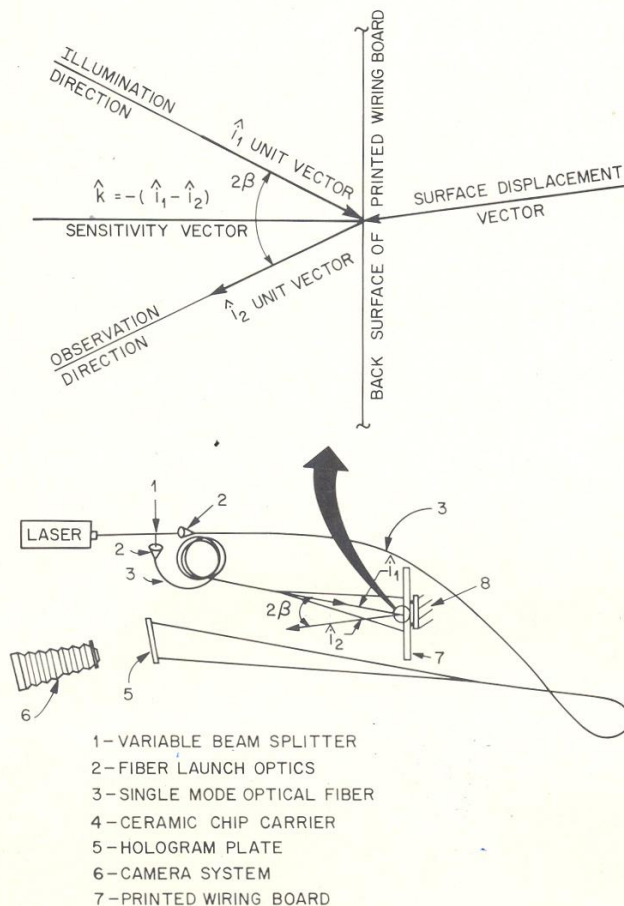 ILLUMINATION
DIRECTION
î₁ UNIT VECTOR
2β
k̂ = -( î₁ - î₂)
SENSITIVITY VECTOR
î₂ UNIT VECTOR
OBSERVATION
DIRECTION
BACK SURFACE OF PRINTED WIRING BOARD
SURFACE DISPLACEMENT
VECTOR
LASER
1
2
2
3
3
î₁
2β
î₂
8
7
5
6
1-VARIABLE BEAM SPLITTER
2-FIBER LAUNCH OPTICS
3-SINGLE MODE OPTICAL FIBER
4-CERAMIC CHIP CARRIER
5-HOLOGRAM PLATE
6-CAMERA SYSTEM
7-PRINTED WIRING BOARD